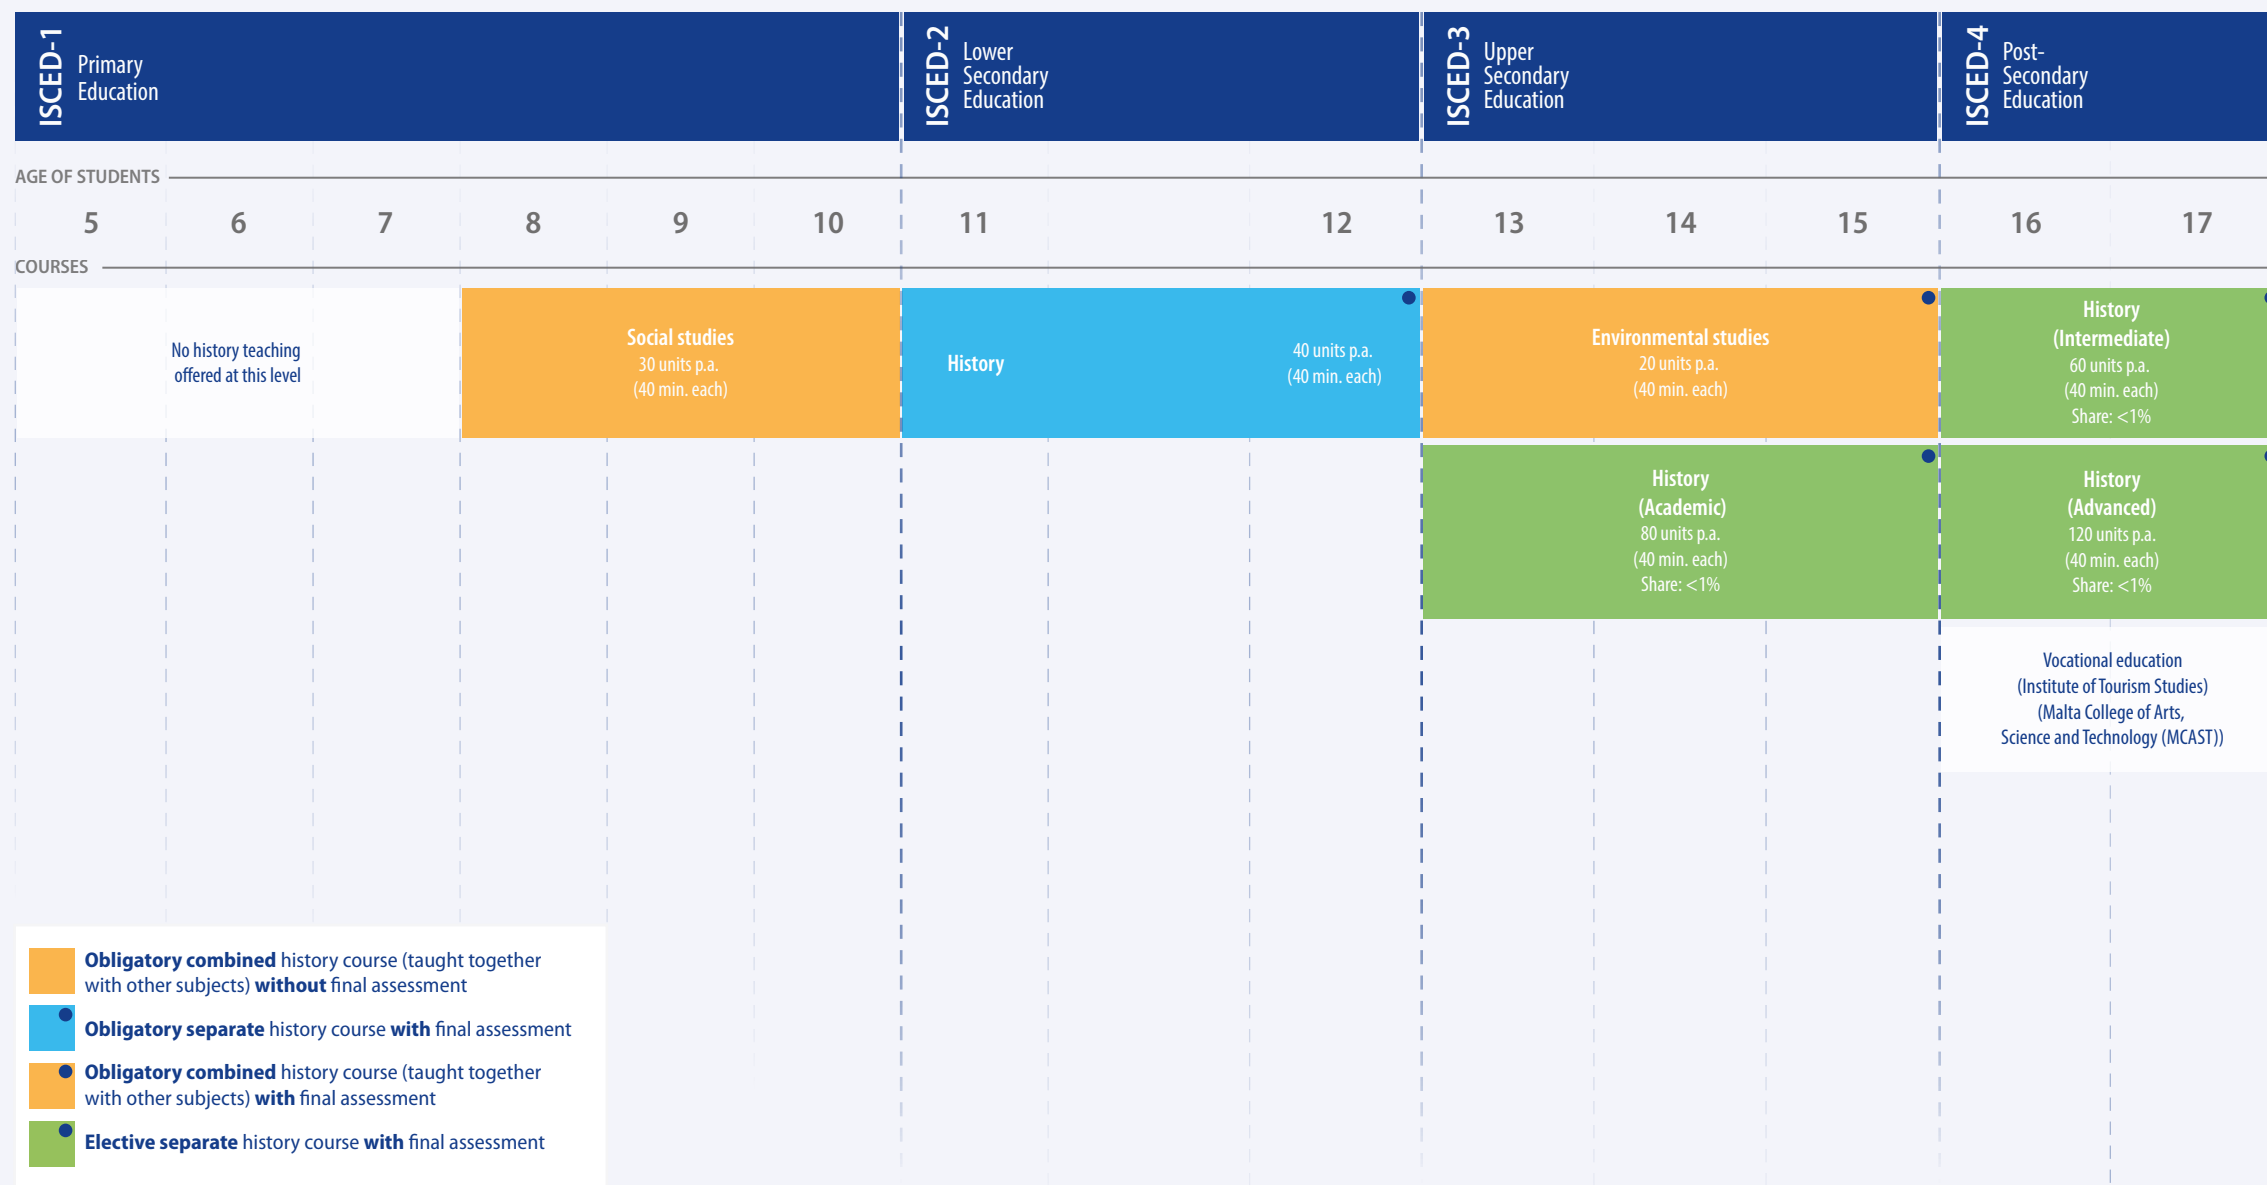 ISCED-1
Primary
Education
ISCED-2
Lower
Secondary
Education
ISCED-3
Upper
Secondary
Education
ISCED-4
Post-
Secondary
Education
AGE OF STUDENTS
5 6 7 8 9 10 11 12 13 14 15 16 17
COURSES
No history teaching
offered at this level
Social studies
30 units p.a.
(40 min. each)
History
40 units p.a.
(40 min. each)
Environmental studies
20 units p.a.
(40 min. each)
History
(Intermediate)
60 units p.a.
(40 min. each)
Share: <1%
History
(Academic)
80 units p.a.
(40 min. each)
Share: <1%
History
(Advanced)
120 units p.a.
(40 min. each)
Share: <1%
Vocational education
(Institute of Tourism Studies)
(Malta College of Arts,
Science and Technology (MCAST))
Obligatory combined history course (taught together
with other subjects) without final assessment
Obligatory separate history course with final assessment
Obligatory combined history course (taught together
with other subjects) with final assessment
Elective separate history course with final assessment